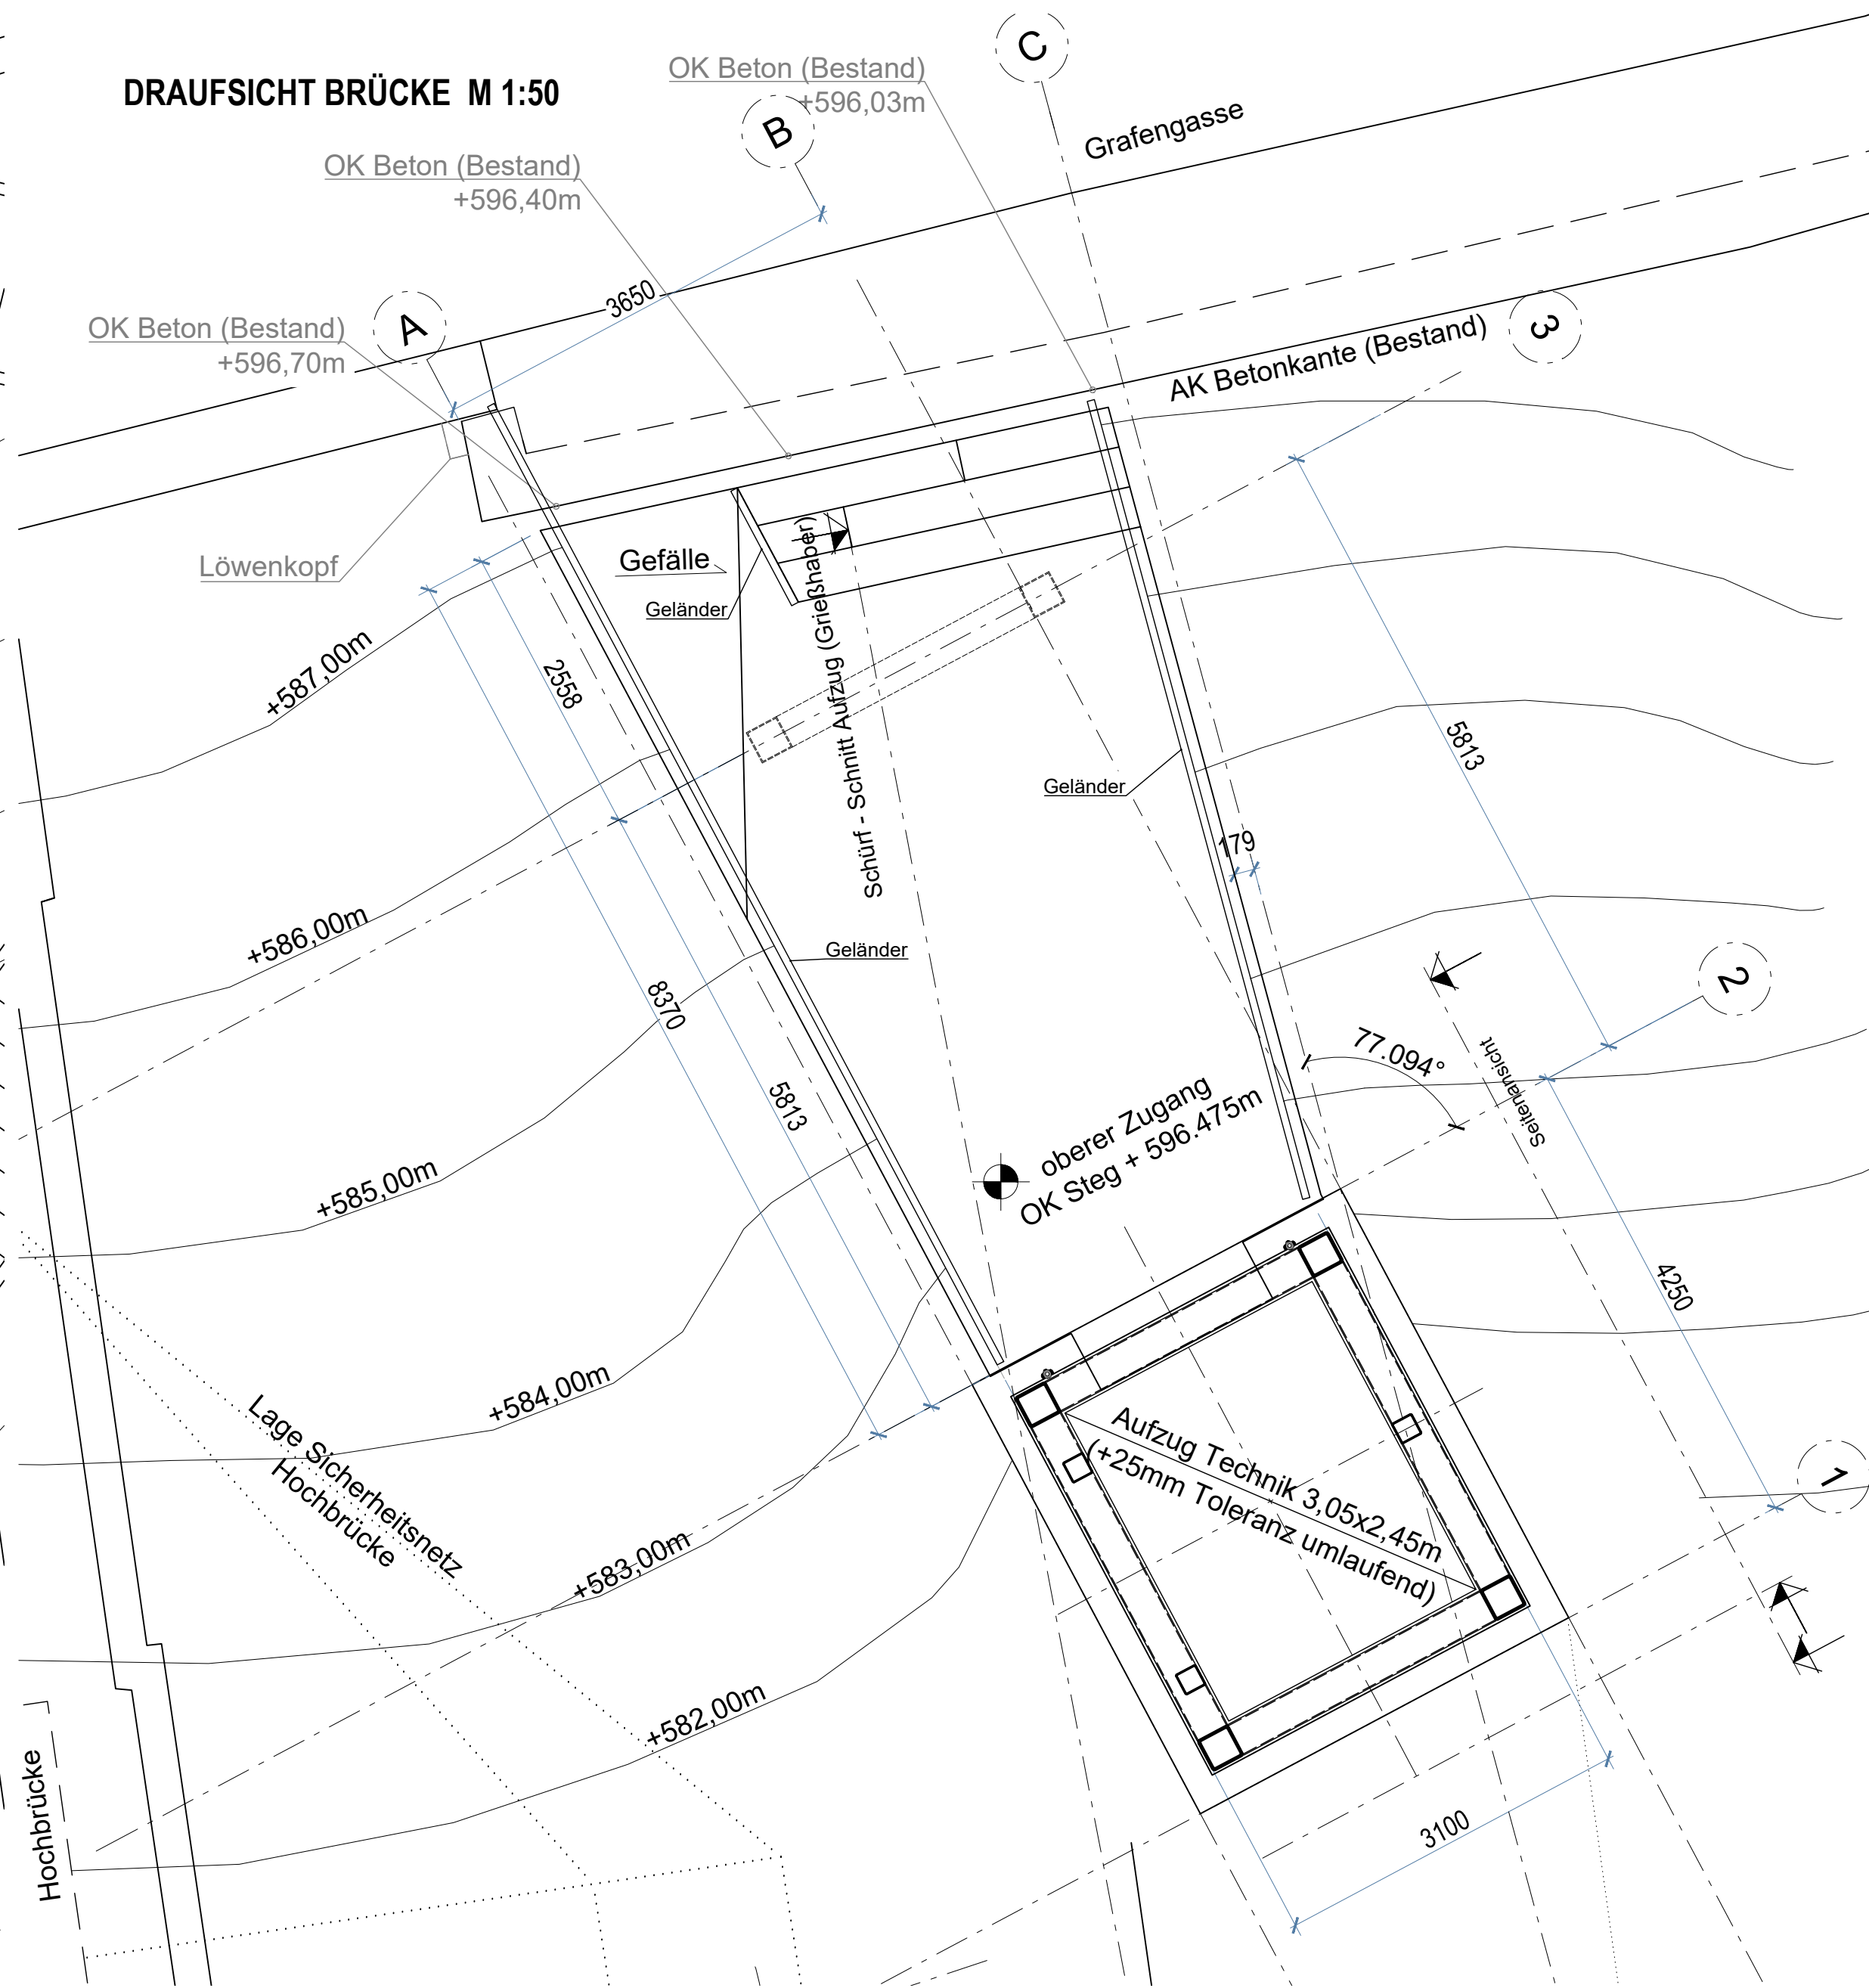 C
OK Beton (Bestand)
+596,03m
DRAUFSICHT BRÜCKE M 1:50
B
Grafengasse
OK Beton (Bestand)
+596,40m
3650
A
OK Beton (Bestand)
+596,70m
3
AK Betonkante (Bestand)
Löwenkopf
Gefälle
Geländer
Schürf - Schnitt Aufzug (Grießhaber)
+587,00m
2558
5813
Geländer
179
+586,00m
Geländer
8370
2
77.094°
Seitenansicht
5813
oberer Zugang
OK Steg + 596.475m
+585,00m
4250
+584,00m
Lage Sicherheitsnetz
Hochbrücke
Aufzug Technik 3,05x2,45m
(+25mm Toleranz umlaufend)
1
+583,00m
+582,00m
Hochbrücke
3100